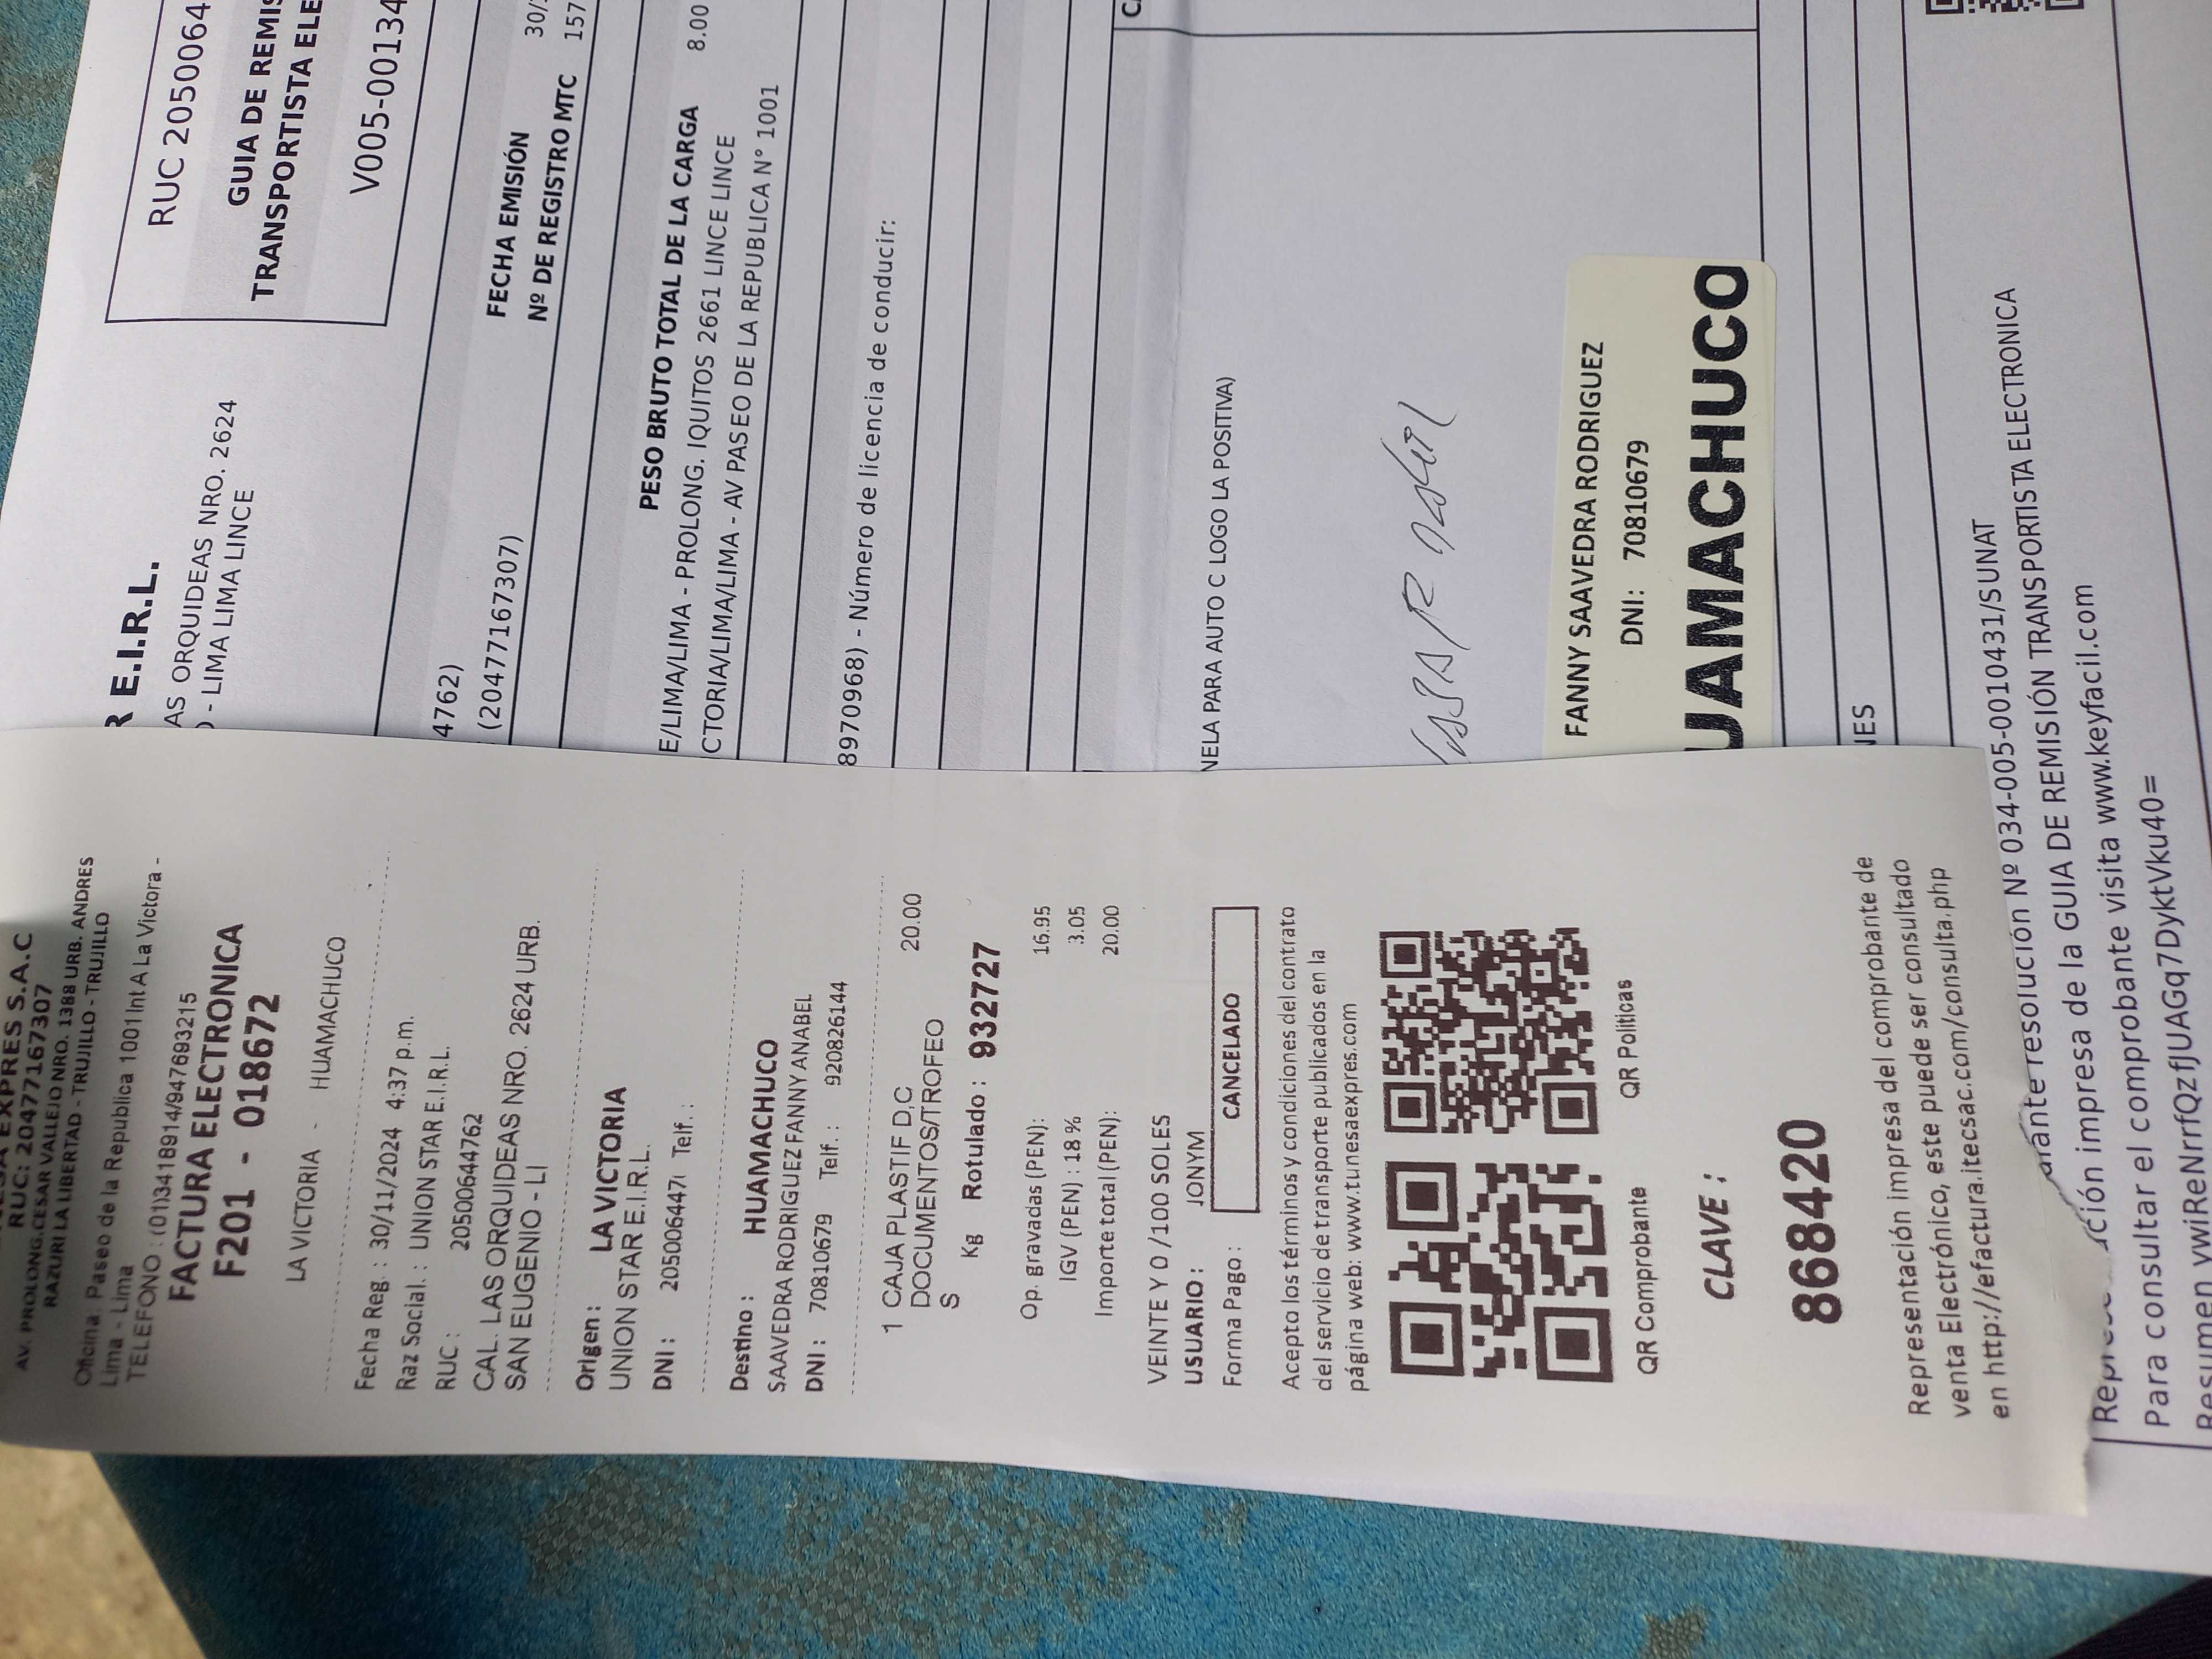 EXPRES S.A.C
RUC: 20477167307
AV. PROLONG.CESAR VALLEJO NRO. 1388 URB. ANDRES
RAZURI LA LIBERTAD - TRUJILLO - TRUJILLO
Oficina: Paseo de la Republica 1001 Int A La Victora -
Lima - Lima
TELEFONO : (01)3418914/947693215
FACTURA ELECTRONICA
F201 - 018672
LA VICTORIA - HUAMACHUCO
Fecha Reg. : 30/11/2024 4:37 p.m.
Raz Social. : UNION STAR E.I.R.L.
RUC : 20500644762
CAL. LAS ORQUIDEAS NRO. 2624 URB.
SAN EUGENIO - LI
Origen : LA VICTORIA
UNION STAR E.I.R.L.
DNI : 2050064471 Telf. :
Destino : HUAMACHUCO
SAAVEDRA RODRIGUEZ FANNY ANABEL
DNI : 70810679 Telf. : 920826144
1 CAJA PLASTIF D.C 20.00
DOCUMENTOS/TROFEO
S
Kg Rotulado : 932727
Op. gravadas (PEN): 16.95
IGV (PEN) : 18 % 3.05
Importe total (PEN): 20.00
VEINTE Y 0 /100 SOLES
USUARIO : JONYM
Forma Pago : CANCELADO
Acepto los términos y condiciones del contrato
del servicio de transporte publicados en la
página web: www.tunesaexpres.com
QR Comprobante QR Politicas
CLAVE :
868420
Representación impresa del comprobante de
venta Electrónico, este puede ser consultado
en http://efactura.itecsac.com/consulta.php
R E.I.R.L.
AS ORQUIDEAS NRO. 2624
- LIMA LIMA LINCE
RUC 2050064
GUIA DE REMIS
TRANSPORTISTA ELE
V005-00134
4762)
(20477167307)
FECHA EMISIÓN 30/
Nº DE REGISTRO MTC 157
PESO BRUTO TOTAL DE LA CARGA 8.00
E/LIMA/LIMA - PROLONG. IQUITOS 2661 LINCE LINCE
CTORIA/LIMA/LIMA - AV PASEO DE LA REPUBLICA N° 1001
8970968) - Número de licencia de conducir:
CA
NELA PARA AUTO C LOGO LA POSITIVA)
FANNY SAAVEDRA RODRIGUEZ
DNI: 70810679
UAMACHUCO
NES
ante resolución Nº 034-005-0010431/SUNAT
ción impresa de la GUIA DE REMISIÓN TRANSPORTISTA ELECTRONICA
Para consultar el comprobante visita www.keyfacil.com
Resumen vwiReNrrfQzfJUAGq7DyktVku40=